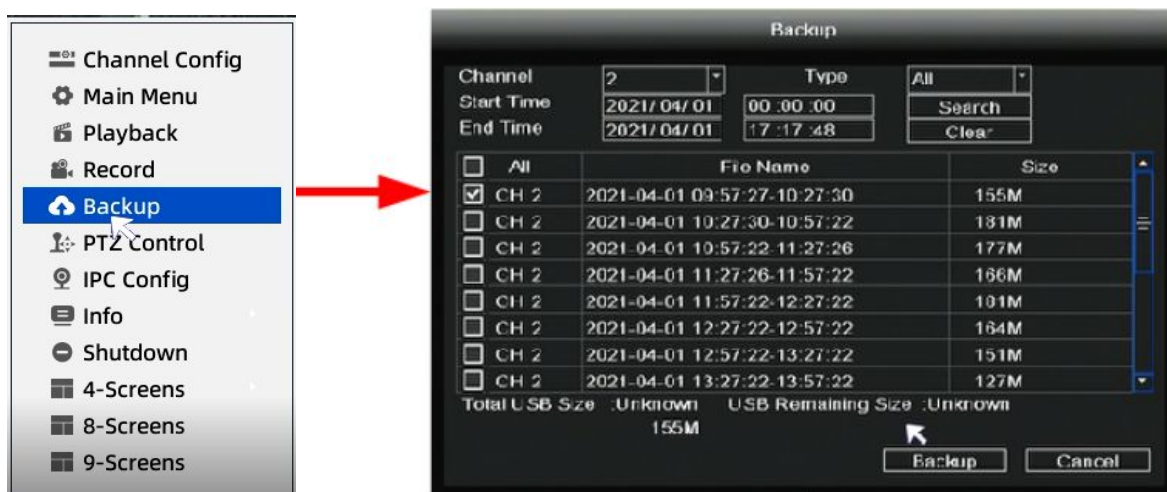 Channel Config
Main Menu
Playback
Record
Backup
PTZ Control
IPC Config
Info
Shutdown
4-Screens
8-Screens
9-Screens
Backup
Channel 2 Type All
Start Time 2021/04/01 00:00:00 Search
End Time 2021/04/01 17:17:48 Clear
All File Name Size
CH 2 2021-04-01 09:57:27-10:27:30 155M
CH 2 2021-04-01 10:27:30-10:57:22 181M
CH 2 2021-04-01 10:57:22-11:27:26 177M
CH 2 2021-04-01 11:27:26-11:57:22 166M
CH 2 2021-04-01 11:57:22-12:27:22
CH 2 2021-04-01 12:27:22-12:57:22 164M
CH 2 2021-04-01 12:57:22-13:27:22 151M
CH 2 2021-04-01 13:27:22-13:57:22 127M
Total USB Size :Unknown USB Remaining Size :Unknown
155M
Backup Cancel